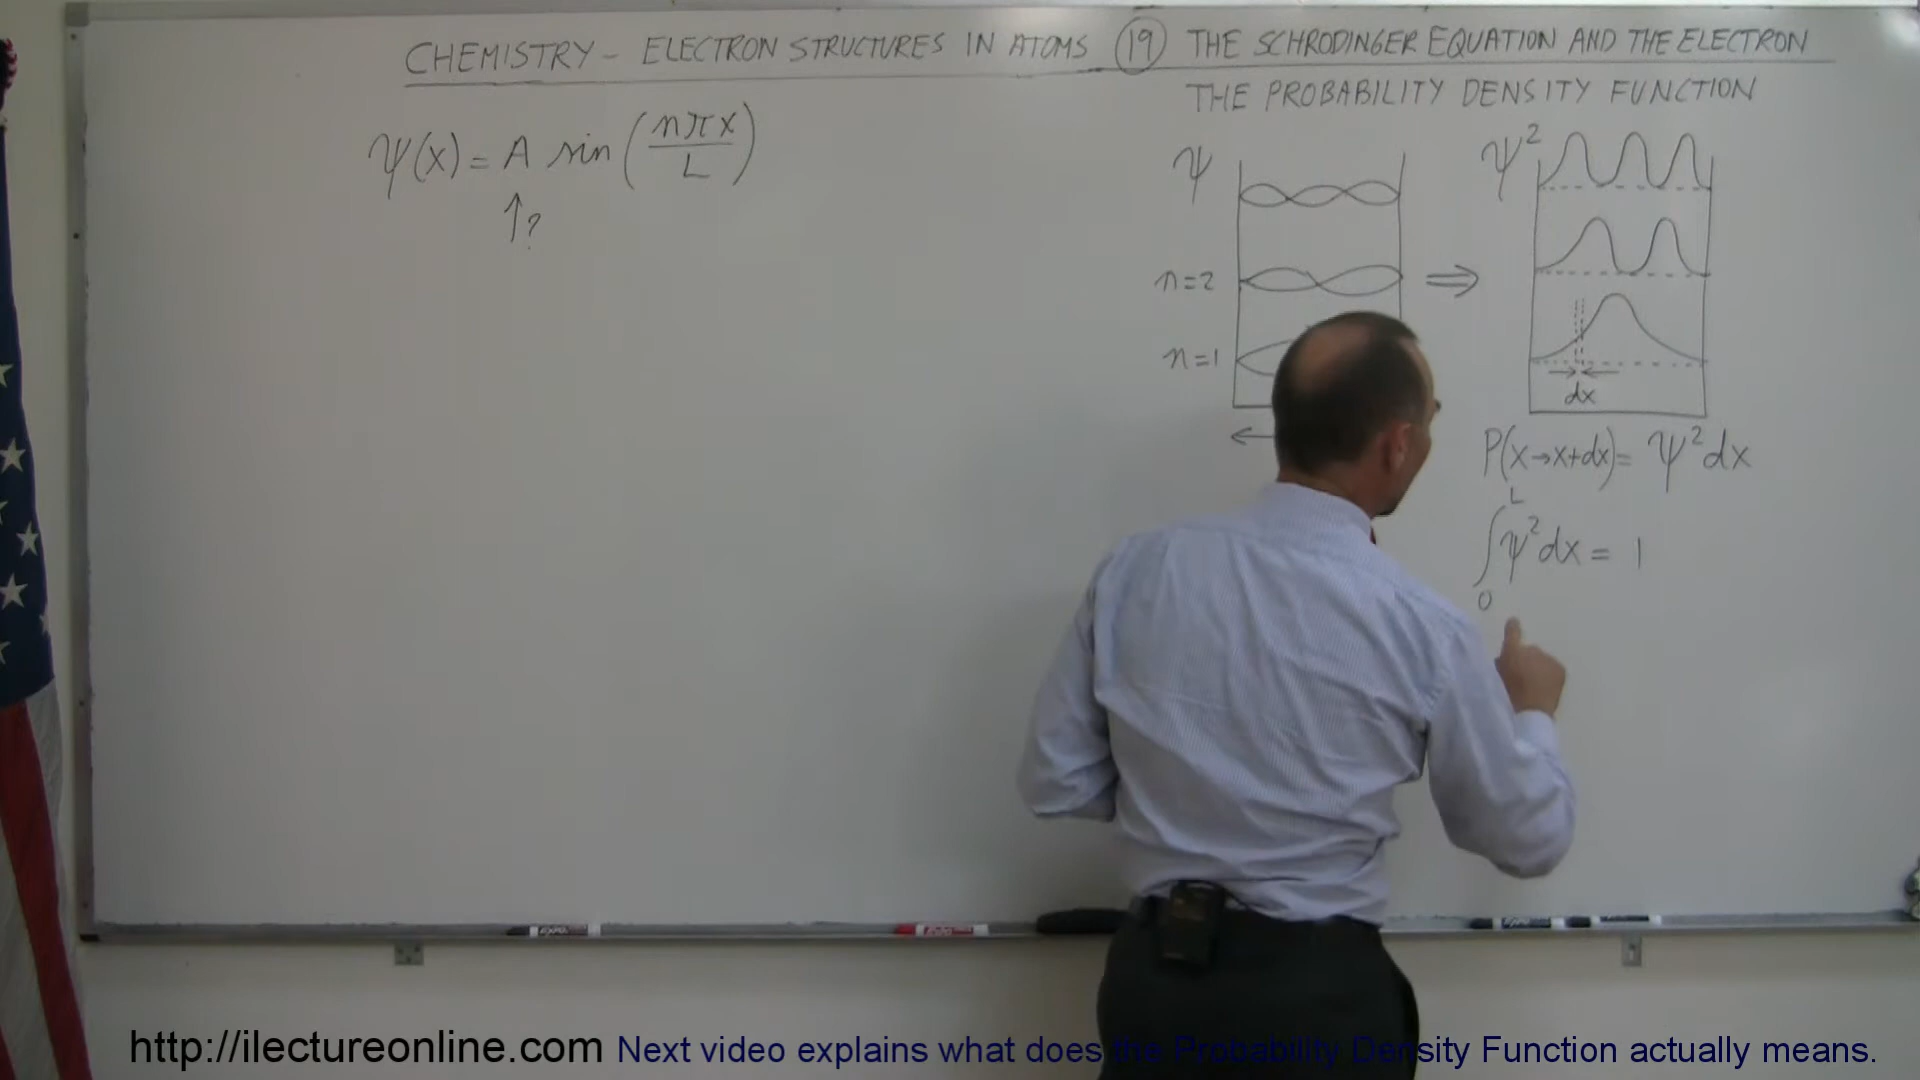 CHEMISTRY - ELECTRON STRUCTURES IN ATOMS 19 THE SCHRODINGER EQUATION AND THE ELECTRON
THE PROBABILITY DENSITY FUNCTION
ψ(x) = A sin(nπx/L)
↑?
ψ
n=2
n=1
⇒
ψ²
dx
P(x→x+dx) = ψ²dx
∫₀ᴸ ψ²dx = 1
EXPO
http://ilectureonline.com Next video explains what does the Probability Density Function actually means.